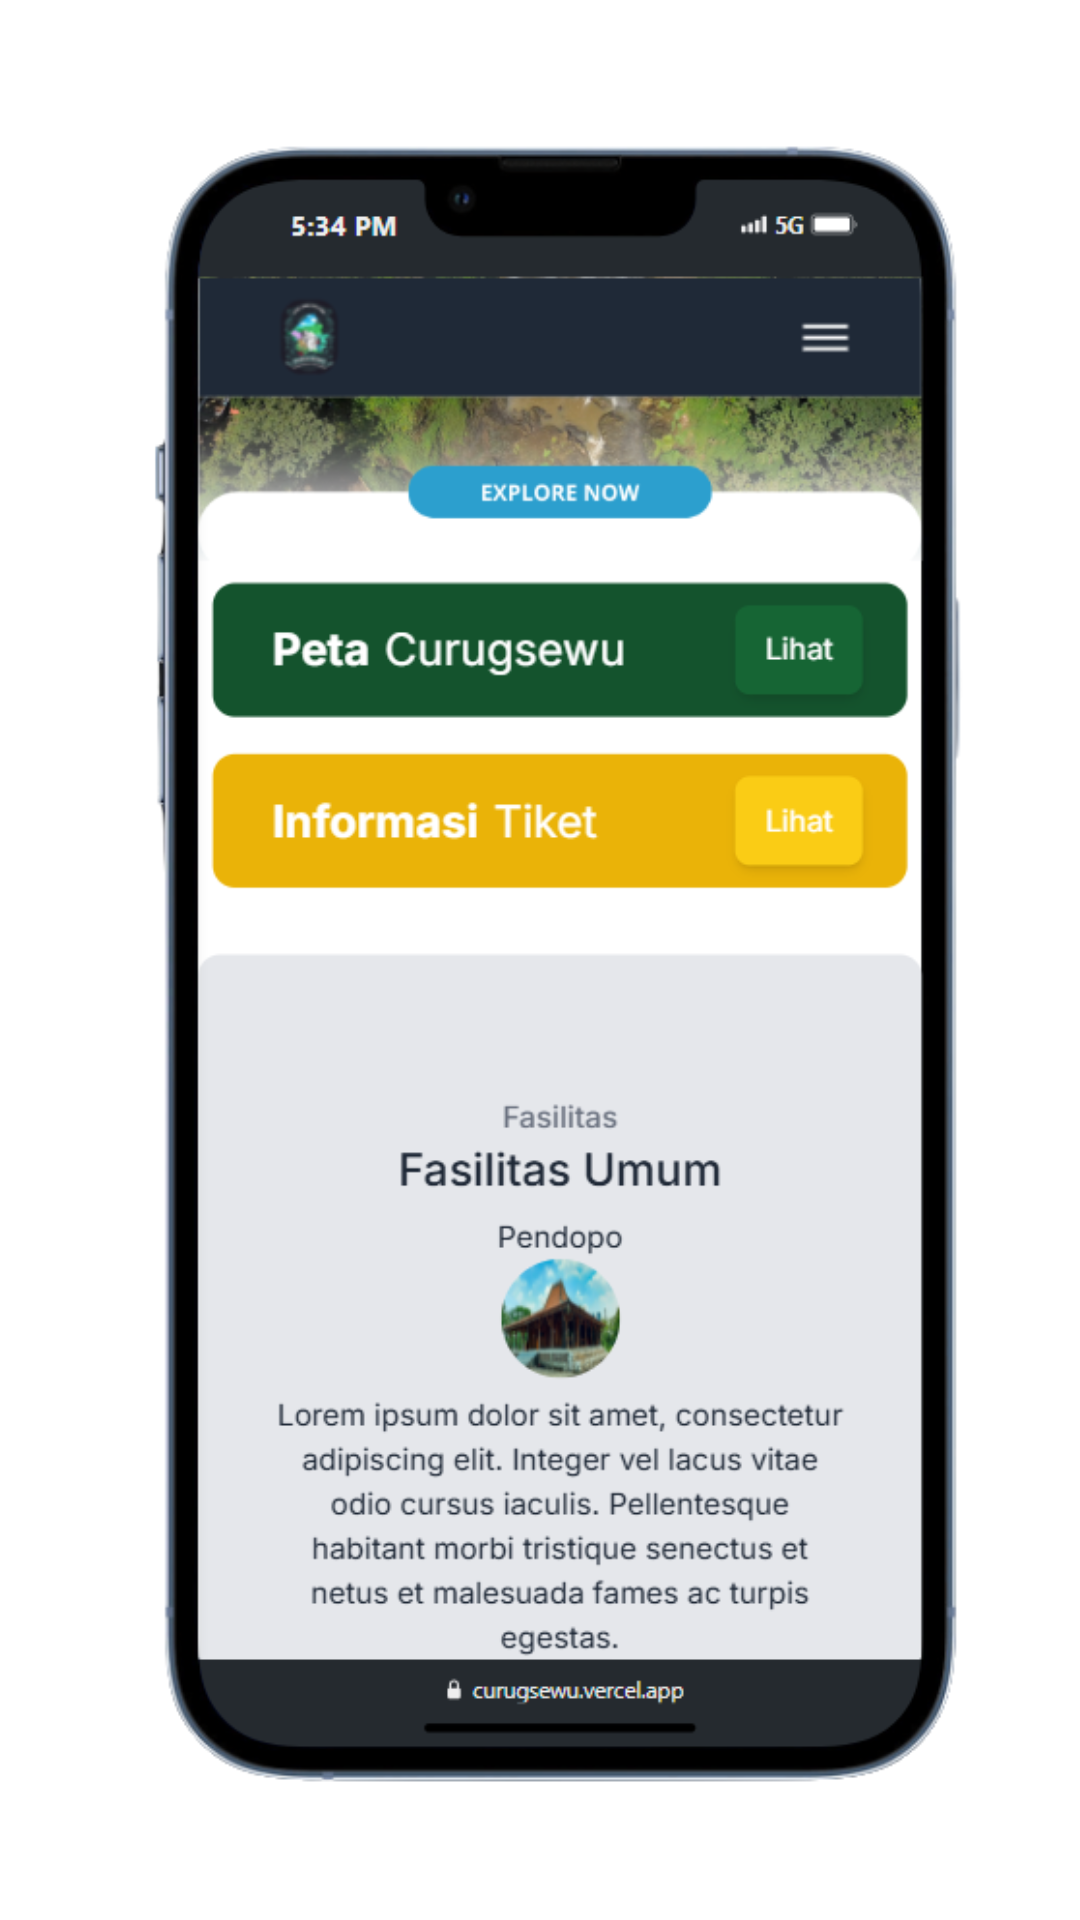 5:34 PM
5G
EXPLORE NOW
Peta Curugsewu
Lihat
Informasi Tiket
Lihat
Fasilitas
Fasilitas Umum
Pendopo
Lorem ipsum dolor sit amet, consectetur
adipiscing elit. Integer vel lacus vitae
odio cursus iaculis. Pellentesque
habitant morbi tristique senectus et
netus et malesuada fames ac turpis
egestas.
curugsewu.vercel.app